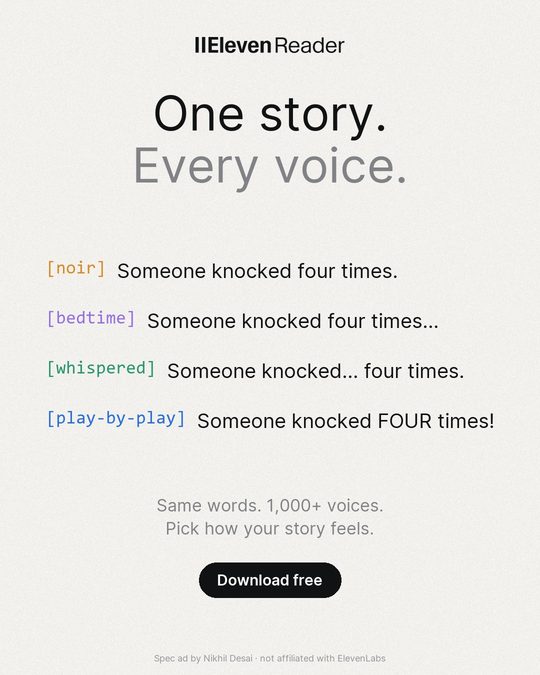 IIElevenReader
One story.
Every voice.
[noir] Someone knocked four times.
[bedtime] Someone knocked four times...
[whispered] Someone knocked... four times.
[play-by-play] Someone knocked FOUR times!
Same words. 1,000+ voices.
Pick how your story feels.
Download free
Spec ad by Nikhil Desai · not affiliated with ElevenLabs